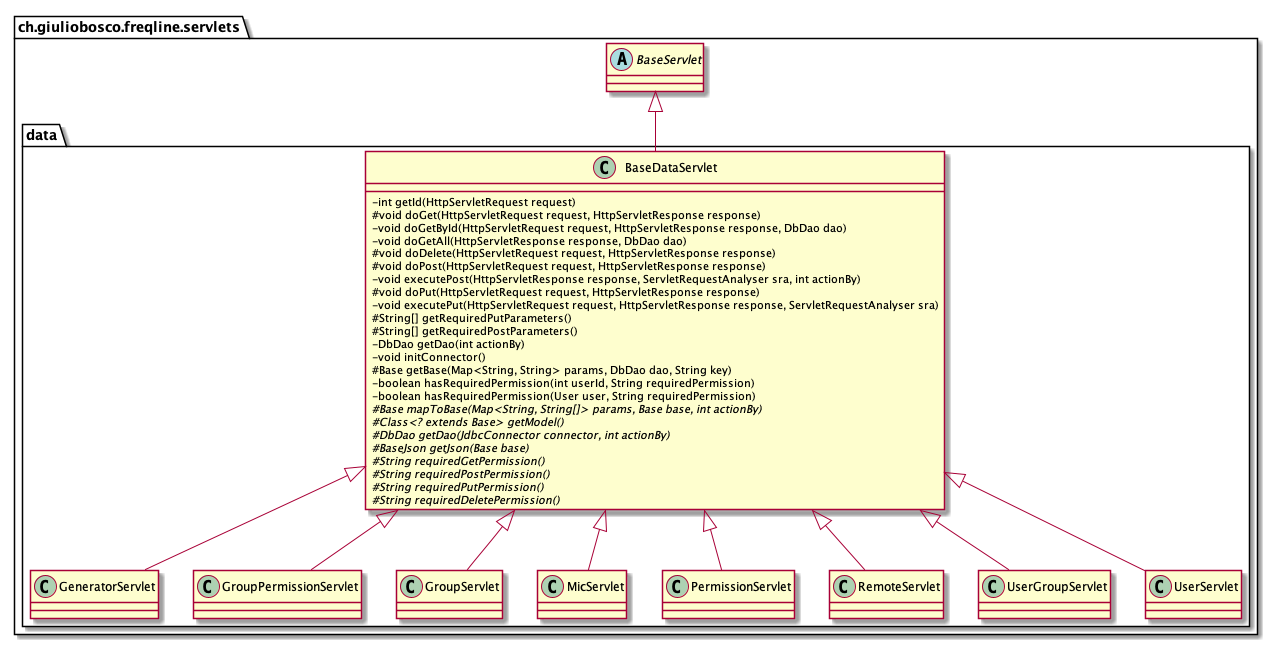 ch.giuliobosco.freqline.servlets
A BaseServlet
data
C BaseDataServlet
-int getId(HttpServletRequest request)
#void doGet(HttpServletRequest request, HttpServletResponse response)
-void doGetById(HttpServletRequest request, HttpServletResponse response, DbDao dao)
-void doGetAll(HttpServletResponse response, DbDao dao)
#void doDelete(HttpServletRequest request, HttpServletResponse response)
#void doPost(HttpServletRequest request, HttpServletResponse response)
-void executePost(HttpServletResponse response, ServletRequestAnalyser sra, int actionBy)
#void doPut(HttpServletRequest request, HttpServletResponse response)
-void executePut(HttpServletRequest request, HttpServletResponse response, ServletRequestAnalyser sra)
#String[] getRequiredPutParameters()
#String[] getRequiredPostParameters()
-DbDao getDao(int actionBy)
-void initConnector()
#Base getBase(Map<String, String> params, DbDao dao, String key)
-boolean hasRequiredPermission(int userId, String requiredPermission)
-boolean hasRequiredPermission(User user, String requiredPermission)
#Base mapToBase(Map<String, String[]> params, Base base, int actionBy)
#Class<? extends Base> getModel()
#DbDao getDao(JdbcConnector connector, int actionBy)
#BaseJson getJson(Base base)
#String requiredGetPermission()
#String requiredPostPermission()
#String requiredPutPermission()
#String requiredDeletePermission()
C GeneratorServlet
C GroupPermissionServlet
C GroupServlet
C MicServlet
C PermissionServlet
C RemoteServlet
C UserGroupServlet
C UserServlet